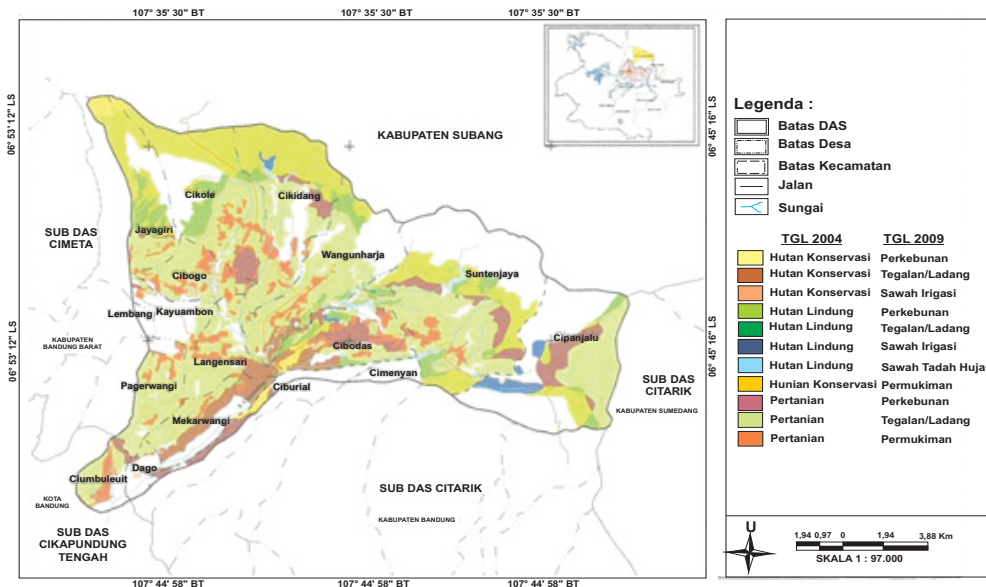 107° 35' 30" BT
107° 35' 30" BT
107° 35' 30" BT
06° 53' 12" LS
06° 45' 16" LS
KABUPATEN SUBANG
Cikole
Cikidang
Jayagiri
SUB DAS
CIMETA
Wangunharja
Cibogo
Suntenjaya
Lembang
Kayuambon
KABUPATEN
BANDUNG BARAT
06° 53' 12" LS
06° 45' 16" LS
Cibodas
Cipanjalu
Langensari
Cimenyan
Pagerwangi
Ciburial
SUB DAS
CITARIK
KABUPATEN SUMEDANG
Mekarwangi
Dago
Ciumbuleuit
SUB DAS CITARIK
KOTA
BANDUNG
KABUPATEN BANDUNG
SUB DAS
CIKAPUNDUNG
TENGAH
107° 44' 58" BT
107° 44' 58" BT
107° 44' 58" BT
Legenda :
Batas DAS
Batas Desa
Batas Kecamatan
Jalan
Sungai
TGL 2004 TGL 2009
Hutan Konservasi Perkebunan
Hutan Konservasi Tegalan/Ladang
Hutan Konservasi Sawah Irigasi
Hutan Lindung Perkebunan
Hutan Lindung Tegalan/Ladang
Hutan Lindung Sawah Irigasi
Hutan Lindung Sawah Tadah Huja
Hunian Konservasi Permukiman
Pertanian Perkebunan
Pertanian Tegalan/Ladang
Pertanian Permukiman
U
1,94 0,97 0 1,94 3,88 Km
SKALA 1 : 97.000